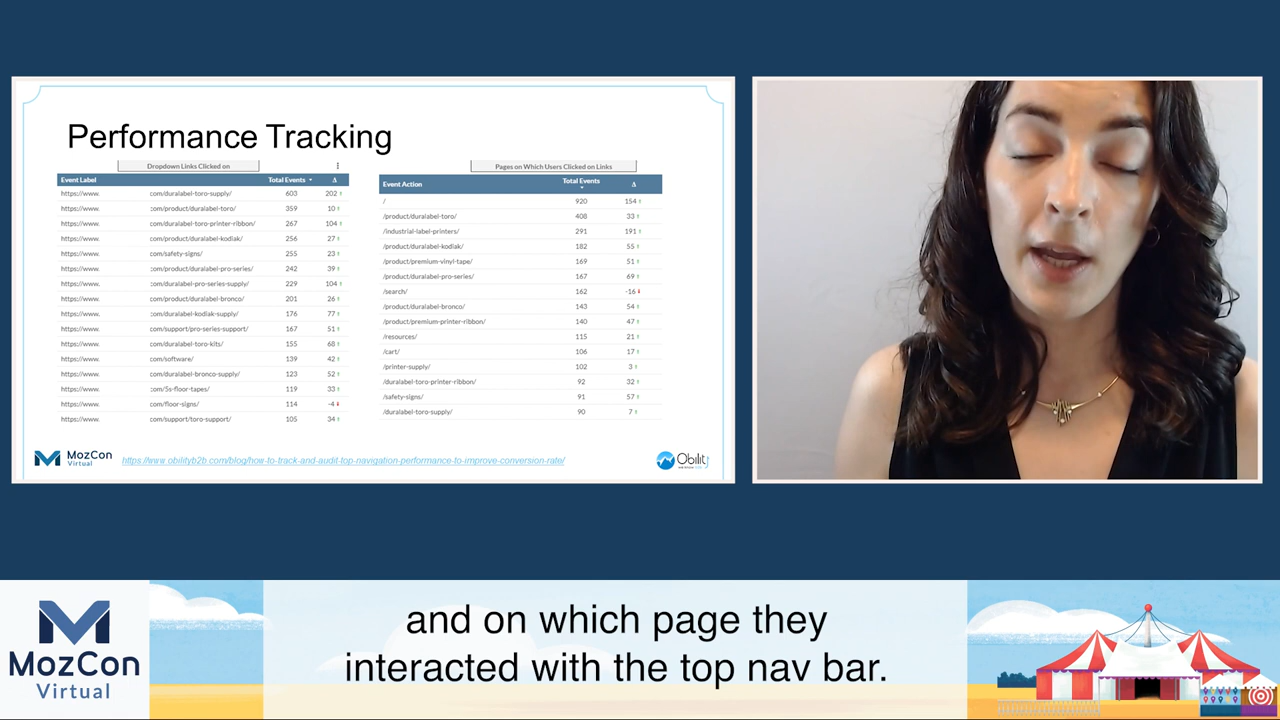 Performance Tracking
Dropdown Links Clicked on
Event Label Total Events Δ
https://www. com/duralabel-toro-supply/ 603 202
https://www. com/product/duralabel-toro/ 359 10
https://www. com/duralabel-toro-printer-ribbon/ 267 104
https://www. com/product/duralabel-kodiak/ 256 27
https://www. com/safety-signs/ 255 23
https://www. com/product/duralabel-pro-series/ 242 39
https://www. com/duralabel-pro-series-supply/ 229 104
https://www. com/product/duralabel-bronco/ 201 26
https://www. com/duralabel-kodiak-supply/ 176 77
https://www. com/support/pro-series-support/ 167 51
https://www. com/duralabel-toro-kits/ 155 68
https://www. com/software/ 139 42
https://www. com/duralabel-bronco-supply/ 123 52
https://www. com/5s-floor-tapes/ 119 33
https://www. com/floor-signs/ 114 -4
https://www. com/support/toro-support/ 105 34
Pages on Which Users Clicked on Links
Event Action Total Events Δ
/ 920 154
/product/duralabel-toro/ 408 33
/industrial-label-printers/ 291 191
/product/duralabel-kodiak/ 182 55
/product/premium-vinyl-tape/ 169 51
/product/duralabel-pro-series/ 167 69
/search/ 162 -16
/product/duralabel-bronco/ 143 54
/product/premium-printer-ribbon/ 140 47
/resources/ 115 21
/cart/ 106 17
/printer-supply/ 102 3
/duralabel-toro-printer-ribbon/ 92 32
/safety-signs/ 91 57
/duralabel-toro-supply/ 90 7
MozCon
Virtual
https://www.obilityb2b.com/blog/how-to-track-and-audit-top-navigation-performance-to-improve-conversion-rate/
Obility
and on which page they
interacted with the top nav bar.
MozCon
Virtual